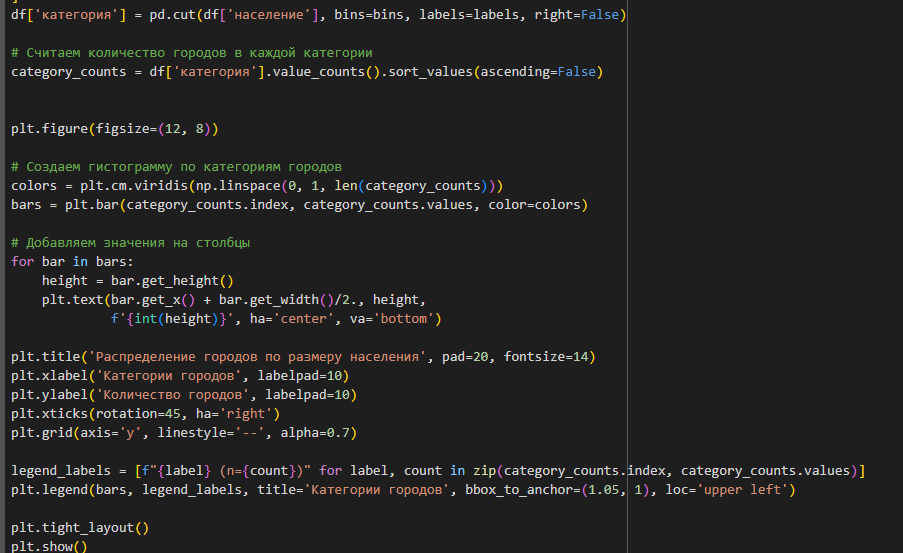 ]
df['категория'] = pd.cut(df['население'], bins=bins, labels=labels, right=False)
# Считаем количество городов в каждой категории
category_counts = df['категория'].value_counts().sort_values(ascending=False)
plt.figure(figsize=(12, 8))
# Создаем гистограмму по категориям городов
colors = plt.cm.viridis(np.linspace(0, 1, len(category_counts)))
bars = plt.bar(category_counts.index, category_counts.values, color=colors)
# Добавляем значения на столбцы
for bar in bars:
    height = bar.get_height()
    plt.text(bar.get_x() + bar.get_width()/2., height,
             f'{int(height)}', ha='center', va='bottom')
plt.title('Распределение городов по размеру населения', pad=20, fontsize=14)
plt.xlabel('Категории городов', labelpad=10)
plt.ylabel('Количество городов', labelpad=10)
plt.xticks(rotation=45, ha='right')
plt.grid(axis='y', linestyle='--', alpha=0.7)
legend_labels = [f"{label} (n={count})" for label, count in zip(category_counts.index, category_counts.values)]
plt.legend(bars, legend_labels, title='Категории городов', bbox_to_anchor=(1.05, 1), loc='upper left')
plt.tight_layout()
plt.show()